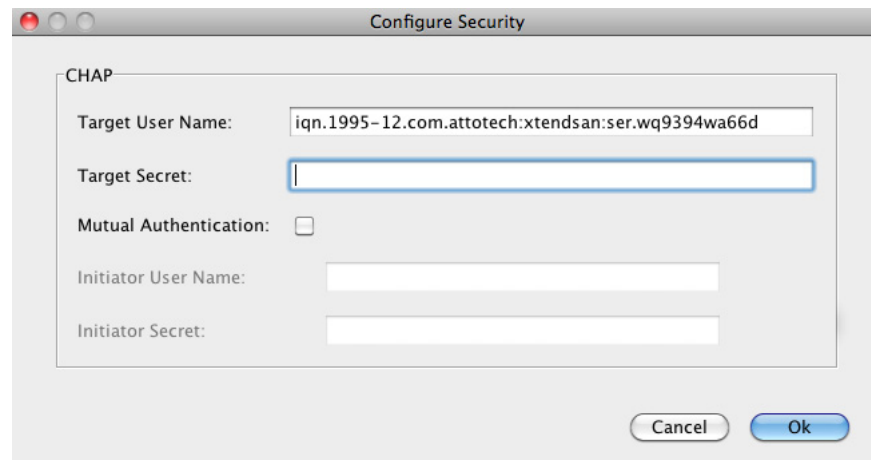 Configure Security
CHAP
Target User Name: iqn.1995-12.com.attotech:xtendsan:ser.wq9394wa66d
Target Secret:
Mutual Authentication:
Initiator User Name:
Initiator Secret:
Cancel Ok